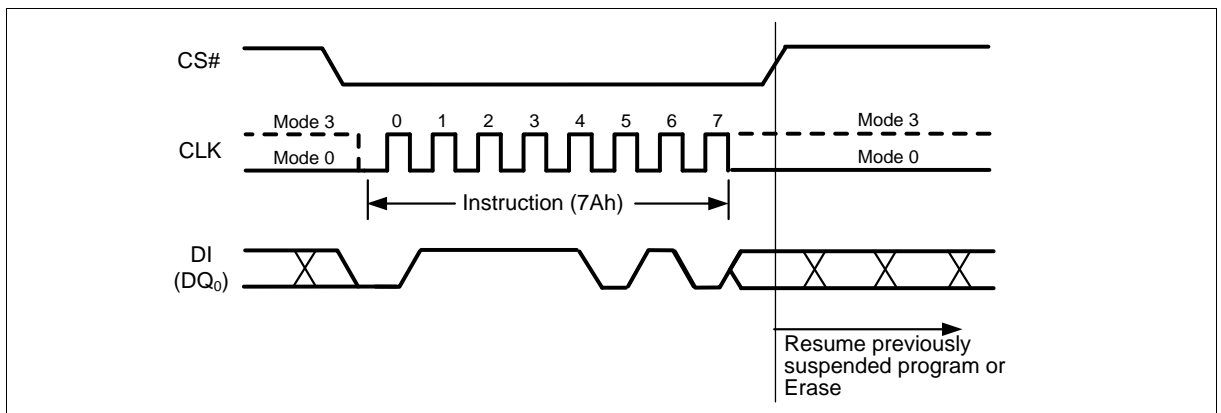 CS#
Mode 3 0 1 2 3 4 5 6 7 Mode 3
CLK
Mode 0 Mode 0
Instruction (7Ah)
DI
(DQ₀)
Resume previously
suspended program or
Erase